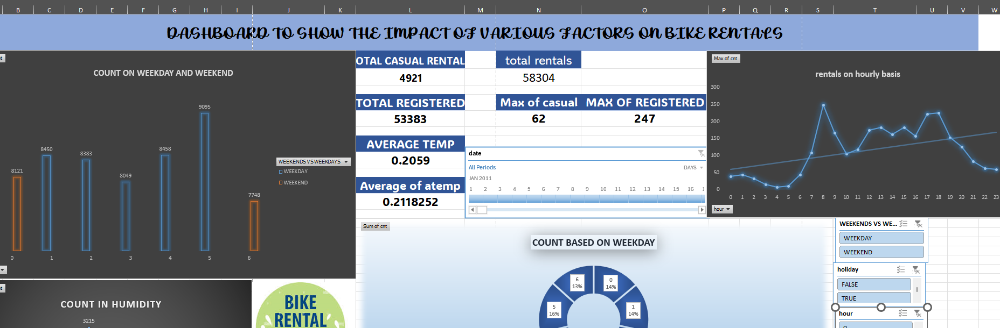 B C D E F G H I J K L M N O P Q R S T U V W
DASHBOARD TO SHOW THE IMPACT OF VARIOUS FACTORS ON BIKE RENTALS
COUNT ON WEEKDAY AND WEEKEND
8121 8450 8383 8049 8458 9095 7748
0 1 2 3 4 5 6
WEEKENDS VS WEEKDAYS
WEEKDAY
WEEKEND
COUNT IN HUMIDITY
3215
BIKE
RENTAL
OTAL CASUAL RENTAL
4921
TOTAL REGISTERED
53383
AVERAGE TEMP
0.2059
Average of atemp
0.2118252
total rentals
58304
Max of casual
62
MAX OF REGISTERED
247
date
All Periods
DAYS
JAN 2011
1 2 3 4 5 6 7 8 9 10 11 12 13 14 15 16 1
Sum of cnt
COUNT BASED ON WEEKDAY
6
13%
0
14%
5
16%
1
14%
Max of cnt
rentals on hourly basis
300
250
200
150
100
50
0
0 1 2 3 4 5 6 7 8 9 10 11 12 13 14 15 16 17 18 19 20 21 22 23
hour
WEEKENDS VS WE...
WEEKDAY
WEEKEND
holiday
FALSE
TRUE
hour